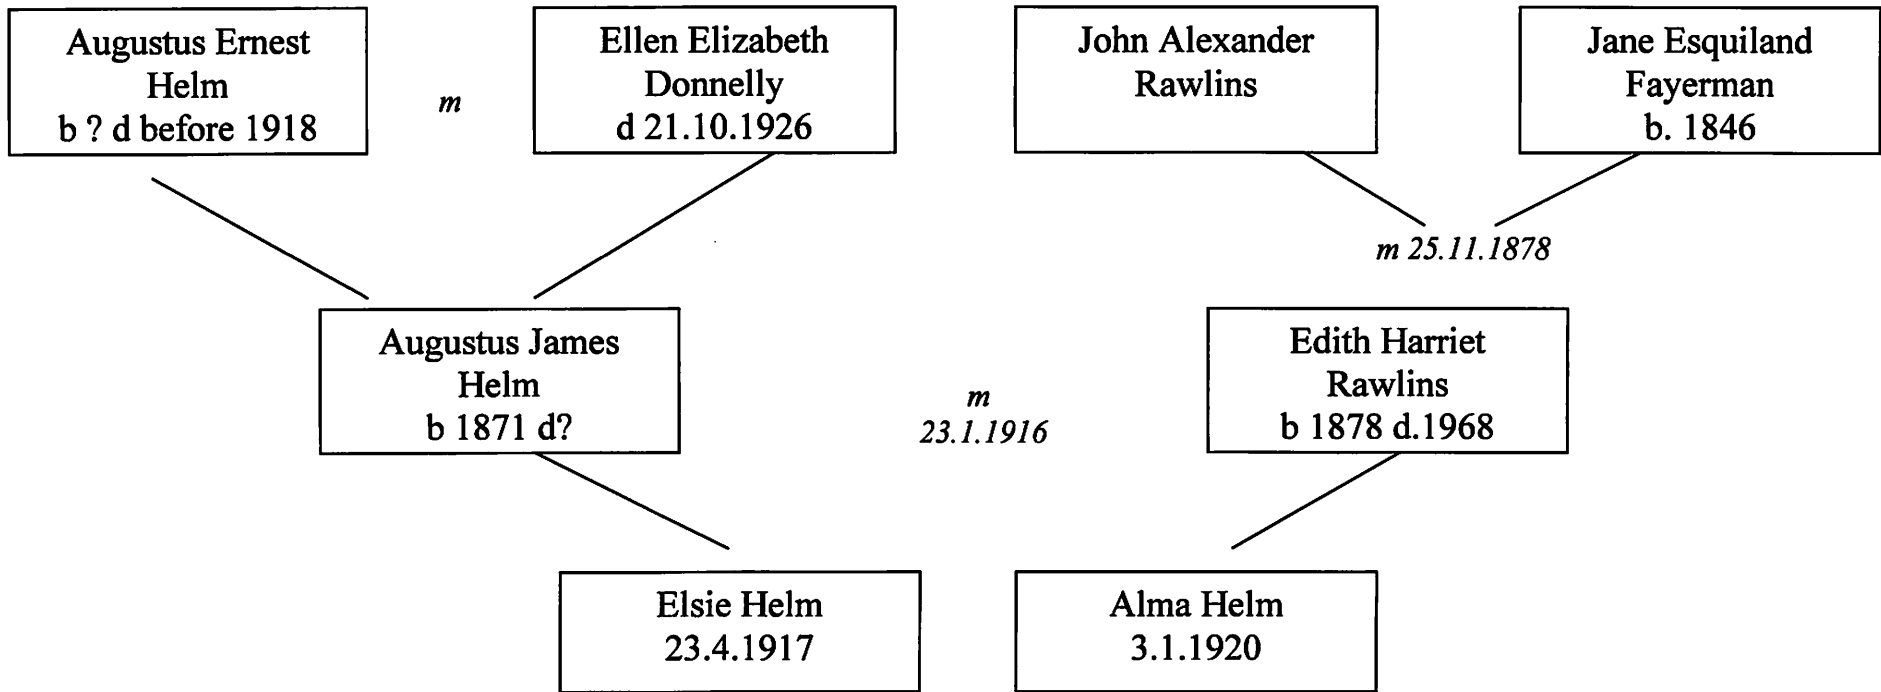 Augustus Ernest
Helm
b ? d before 1918
m
Ellen Elizabeth
Donnelly
d 21.10.1926
John Alexander
Rawlins
Jane Esquiland
Fayerman
b. 1846
m 25.11.1878
Augustus James
Helm
b 1871 d?
m
23.1.1916
Edith Harriet
Rawlins
b 1878 d.1968
Elsie Helm
23.4.1917
Alma Helm
3.1.1920